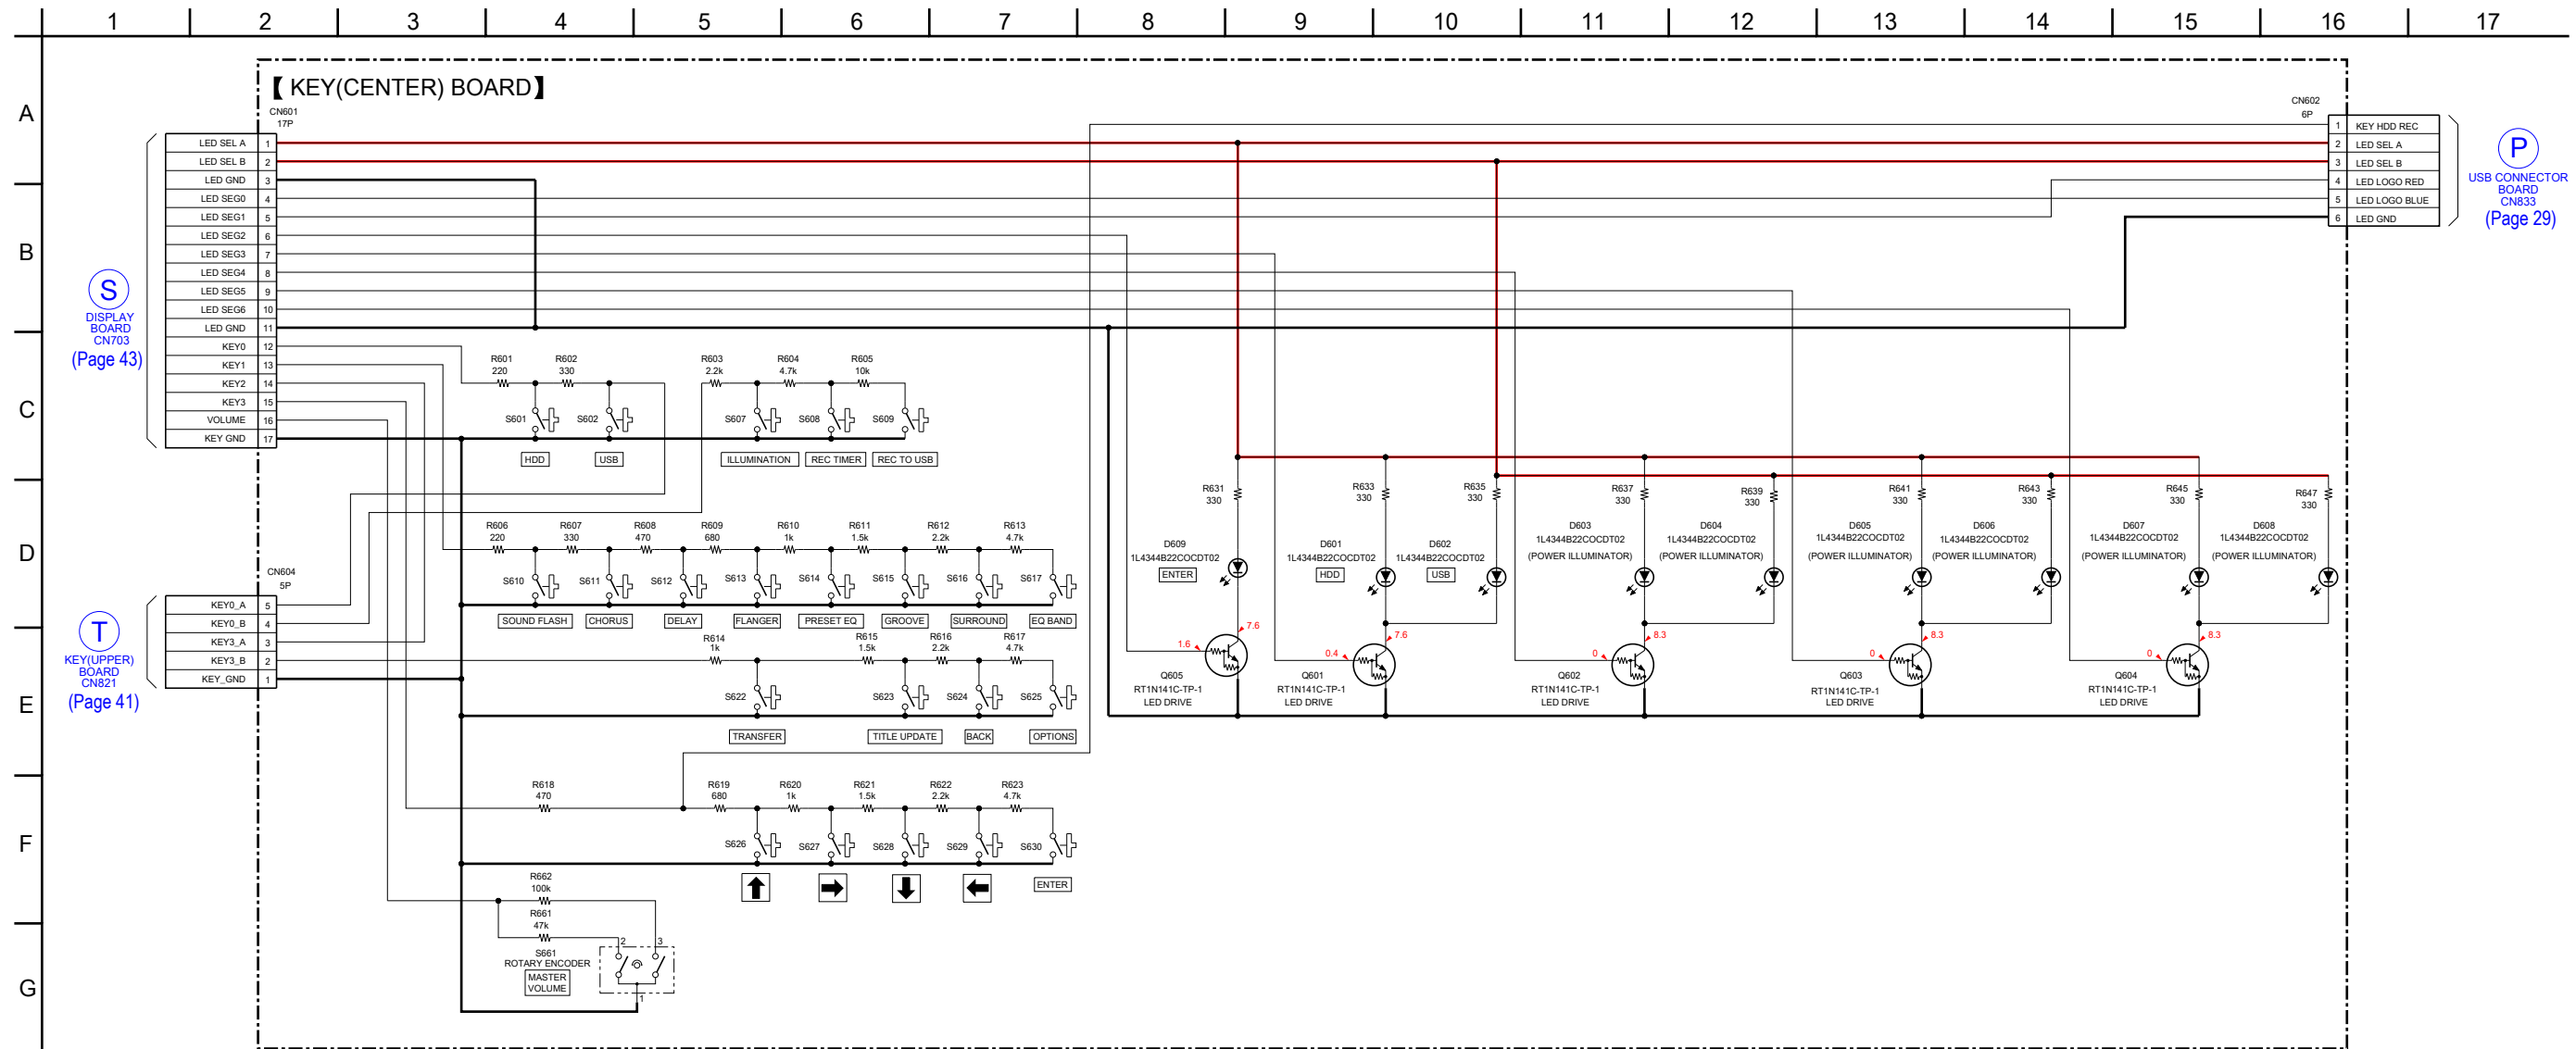 1 2 3 4 5 6 7 8 9 10 11 12 13 14 15 16 17
A
B
C
D
E
F
G
【 KEY(CENTER) BOARD】
CN601
17P
LED SEL A 1
LED SEL B 2
LED GND 3
LED SEG0 4
LED SEG1 5
LED SEG2 6
LED SEG3 7
LED SEG4 8
LED SEG5 9
LED SEG6 10
LED GND 11
KEY0 12
KEY1 13
KEY2 14
KEY3 15
VOLUME 16
KEY GND 17
S
DISPLAY
BOARD
CN703
(Page 43)
CN602
6P
1 KEY HDD REC
2 LED SEL A
3 LED SEL B
4 LED LOGO RED
5 LED LOGO BLUE
6 LED GND
P
USB CONNECTOR
BOARD
CN833
(Page 29)
CN604
5P
KEY0_A 5
KEY0_B 4
KEY3_A 3
KEY3_B 2
KEY_GND 1
T
KEY(UPPER)
BOARD
CN821
(Page 41)
R601 R602 R603 R604 R605
220 330 2.2k 4.7k 10k
S601 S602 S607 S608 S609
HDD USB ILLUMINATION REC TIMER REC TO USB
R606 R607 R608 R609 R610 R611 R612 R613
220 330 470 680 1k 1.5k 2.2k 4.7k
S610 S611 S612 S613 S614 S615 S616 S617
SOUND FLASH CHORUS DELAY FLANGER PRESET EQ GROOVE SURROUND EQ BAND
R614 R615 R616 R617
1k 1.5k 2.2k 4.7k
S622 S623 S624 S625
TRANSFER TITLE UPDATE BACK OPTIONS
R618 R619 R620 R621 R622 R623
470 680 1k 1.5k 2.2k 4.7k
S626 S627 S628 S629 S630
ENTER
R662
100k
R661
47k
S661
ROTARY ENCODER
MASTER
VOLUME
2 3
1
R631
330
R633
330
R635
330
R637
330
R639
330
R641
330
R643
330
R645
330
R647
330
D609
1L4344B22COCDT02
ENTER
D601
1L4344B22COCDT02
HDD
D602
1L4344B22COCDT02
USB
D603
1L4344B22COCDT02
(POWER ILLUMINATOR)
D604
1L4344B22COCDT02
(POWER ILLUMINATOR)
D605
1L4344B22COCDT02
(POWER ILLUMINATOR)
D606
1L4344B22COCDT02
(POWER ILLUMINATOR)
D607
1L4344B22COCDT02
(POWER ILLUMINATOR)
D608
1L4344B22COCDT02
(POWER ILLUMINATOR)
1.6 7.6
0.4 7.6
0 8.3
0 8.3
0 8.3
Q605
RT1N141C-TP-1
LED DRIVE
Q601
RT1N141C-TP-1
LED DRIVE
Q602
RT1N141C-TP-1
LED DRIVE
Q603
RT1N141C-TP-1
LED DRIVE
Q604
RT1N141C-TP-1
LED DRIVE